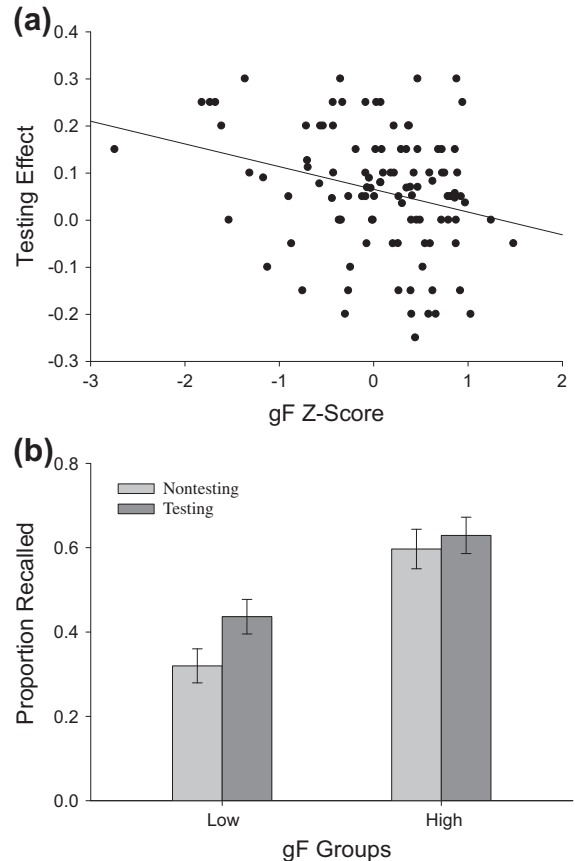 (a)
0.4
0.3
0.2
0.1
0.0
-0.1
-0.2
-0.3
Testing Effect
-3 -2 -1 0 1 2
gF Z-Score
(b)
0.8
0.6
0.4
0.2
0.0
Proportion Recalled
Nontesting
Testing
Low High
gF Groups